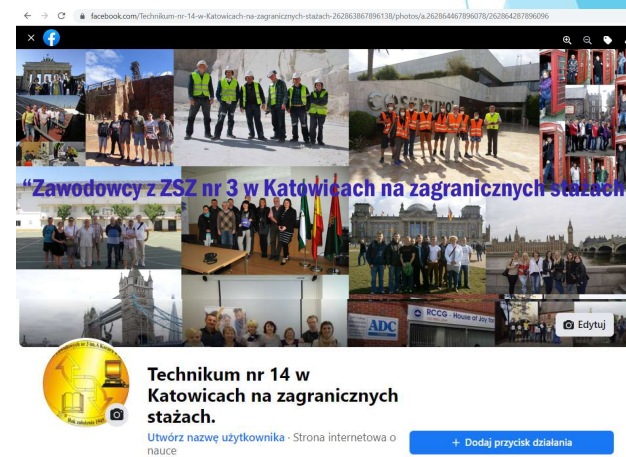 facebook.com/Technikum-nr-14-w-Katowicach-na-zagranicznych-stażach-262863867896138/photos/a.262864467896078/262864287896096
COSENTINO
"Zawodowcy z ZSZ nr 3 w Katowicach na zagranicznych stażach
ADC
RCCG - House of Joy for
Edytuj
Technikum nr 14 w
Katowicach na zagranicznych
stażach.
Utwórz nazwę użytkownika · Strona internetowa o
nauce
+ Dodaj przycisk działania